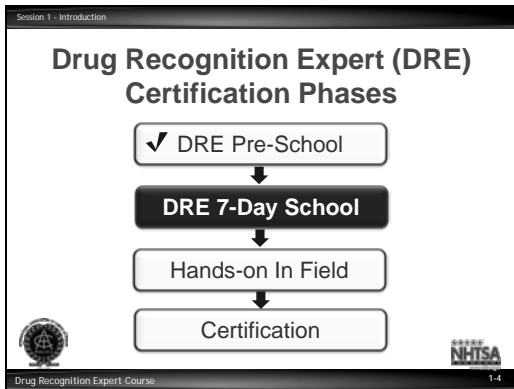 Session 1 - Introduction
Drug Recognition Expert (DRE)
Certification Phases
DRE Pre-School
DRE 7-Day School
Hands-on In Field
Certification
NHTSA
Drug Recognition Expert Course
1-4